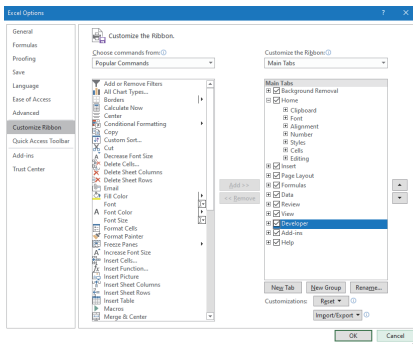 Excel Options
General
Formulas
Proofing
Save
Language
Ease of Access
Advanced
Customize Ribbon
Quick Access Toolbar
Add-ins
Trust Center
Customize the Ribbon.
Choose commands from:
Popular Commands
Add or Remove Filters
All Chart Types...
Borders
Calculate Now
Center
Conditional Formatting
Copy
Custom Sort...
Cut
Decrease Font Size
Delete Cells...
Delete Sheet Columns
Delete Sheet Rows
Email
Fill Color
Font
Font Color
Font Size
Format Cells
Format Painter
Freeze Panes
Increase Font Size
Insert Cells...
Insert Function...
Insert Picture
Insert Sheet Columns
Insert Sheet Rows
Insert Table
Macros
Merge & Center
Add >>
<< Remove
Customize the Ribbon:
Main Tabs
Main Tabs
Background Removal
Home
Clipboard
Font
Alignment
Number
Styles
Cells
Editing
Insert
Page Layout
Formulas
Data
Review
View
Developer
Add-ins
Help
New Tab
New Group
Rename...
Customizations:
Reset
Import/Export
OK
Cancel